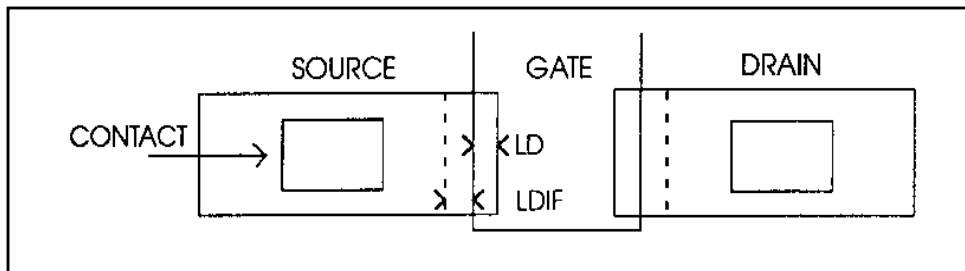 SOURCE GATE DRAIN
CONTACT
LD
LDIF